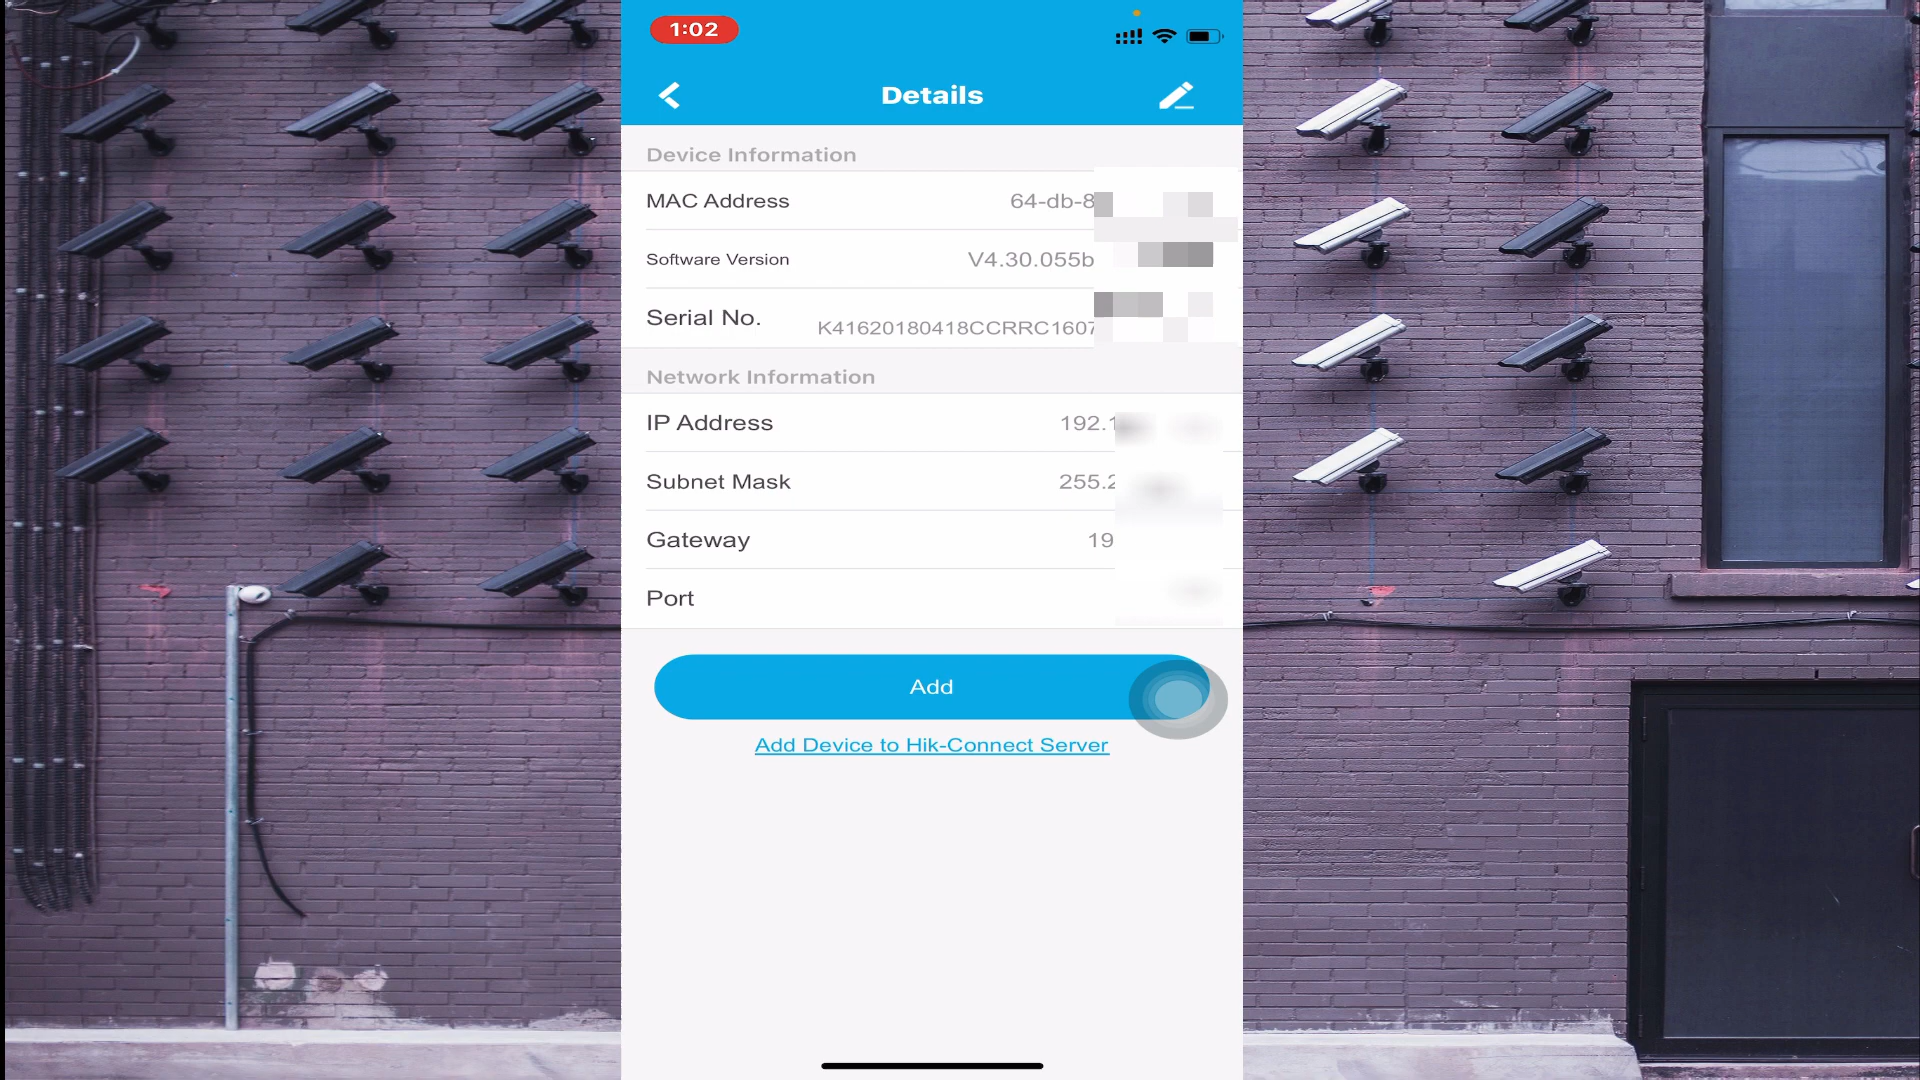 1:02
Details
Device Information
MAC Address 64-db-8
Software Version V4.30.055b
Serial No. K41620180418CCRRC1607
Network Information
IP Address 192.1
Subnet Mask 255.2
Gateway 19
Port
Add
Add Device to Hik-Connect Server